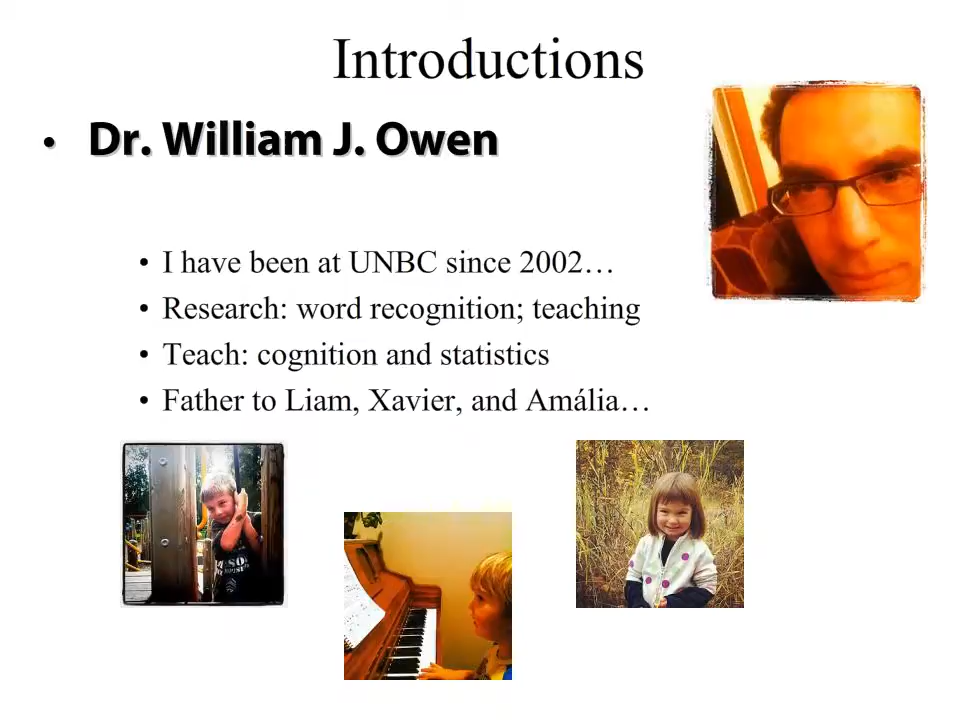 Introductions
• Dr. William J. Owen
• I have been at UNBC since 2002…
• Research: word recognition; teaching
• Teach: cognition and statistics
• Father to Liam, Xavier, and Amália…